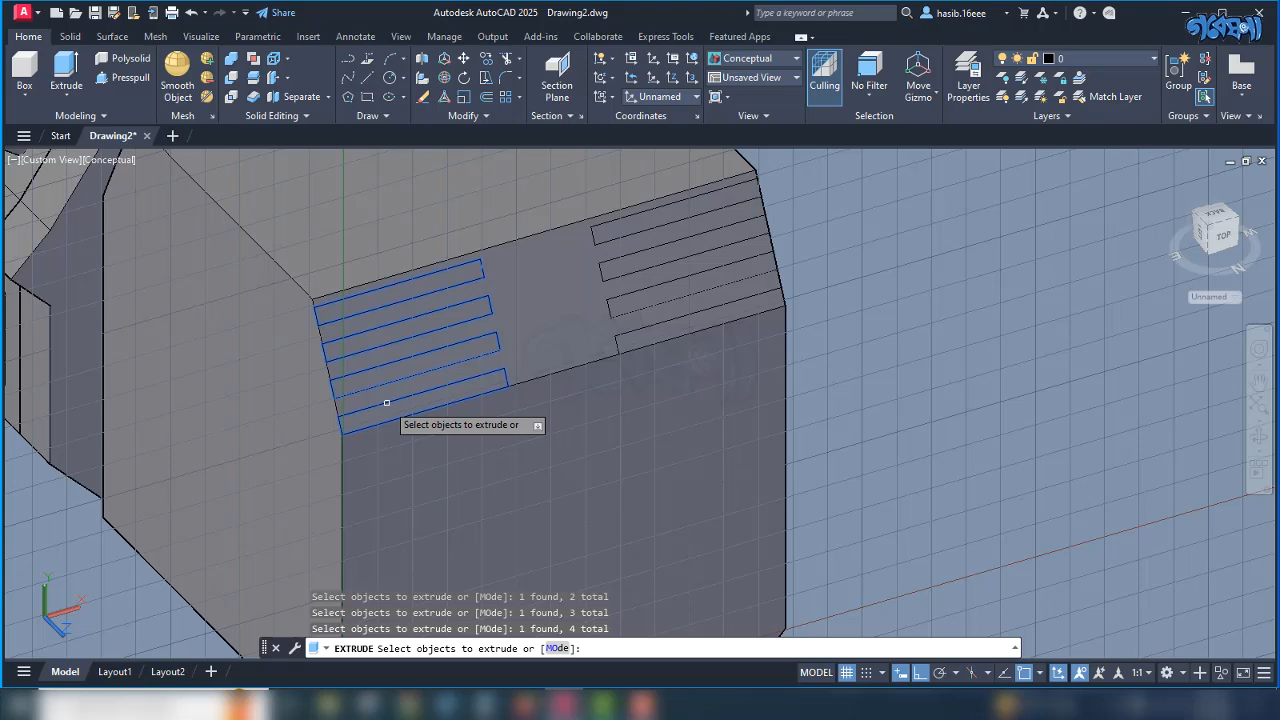 Share
Autodesk AutoCAD 2025 Drawing2.dwg
Type a keyword or phrase
hasib.16eee
গবেষণা
Home Solid Surface Mesh Visualize Parametric Insert Annotate View Manage Output Add-ins Collaborate Express Tools Featured Apps
Polysolid
Presspull
Box Extrude
Smooth
Object
Separate
Section
Plane
Unnamed
Conceptual
Unsaved View
Culling No Filter
Move
Gizmo
Layer
Properties
0
Match Layer
Group
Base
Modeling Mesh Solid Editing Draw Modify Section Coordinates View Selection Layers Groups View
Start Drawing2*
[−][Custom View][Conceptual]
BACK
TOP
Unnamed
Select objects to extrude or
Select objects to extrude or [MOde]: 1 found, 2 total
Select objects to extrude or [MOde]: 1 found, 3 total
Select objects to extrude or [MOde]: 1 found, 4 total
EXTRUDE Select objects to extrude or [MOde]:
Y
X
Z
Model Layout1 Layout2
MODEL
1:1